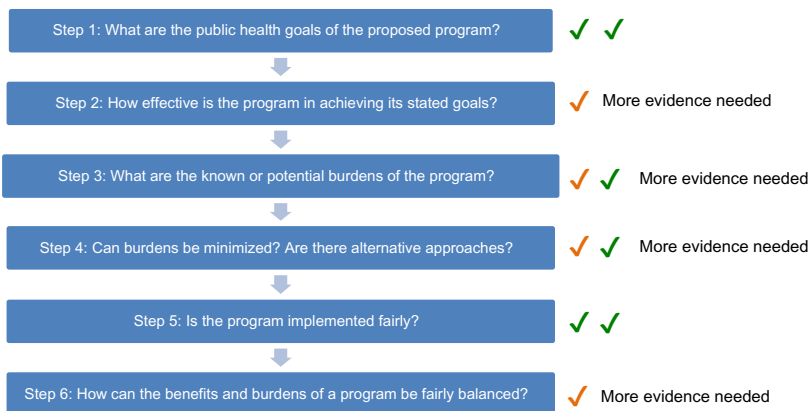 Step 1: What are the public health goals of the proposed program?
Step 2: How effective is the program in achieving its stated goals?
More evidence needed
Step 3: What are the known or potential burdens of the program?
More evidence needed
Step 4: Can burdens be minimized? Are there alternative approaches?
More evidence needed
Step 5: Is the program implemented fairly?
Step 6: How can the benefits and burdens of a program be fairly balanced?
More evidence needed